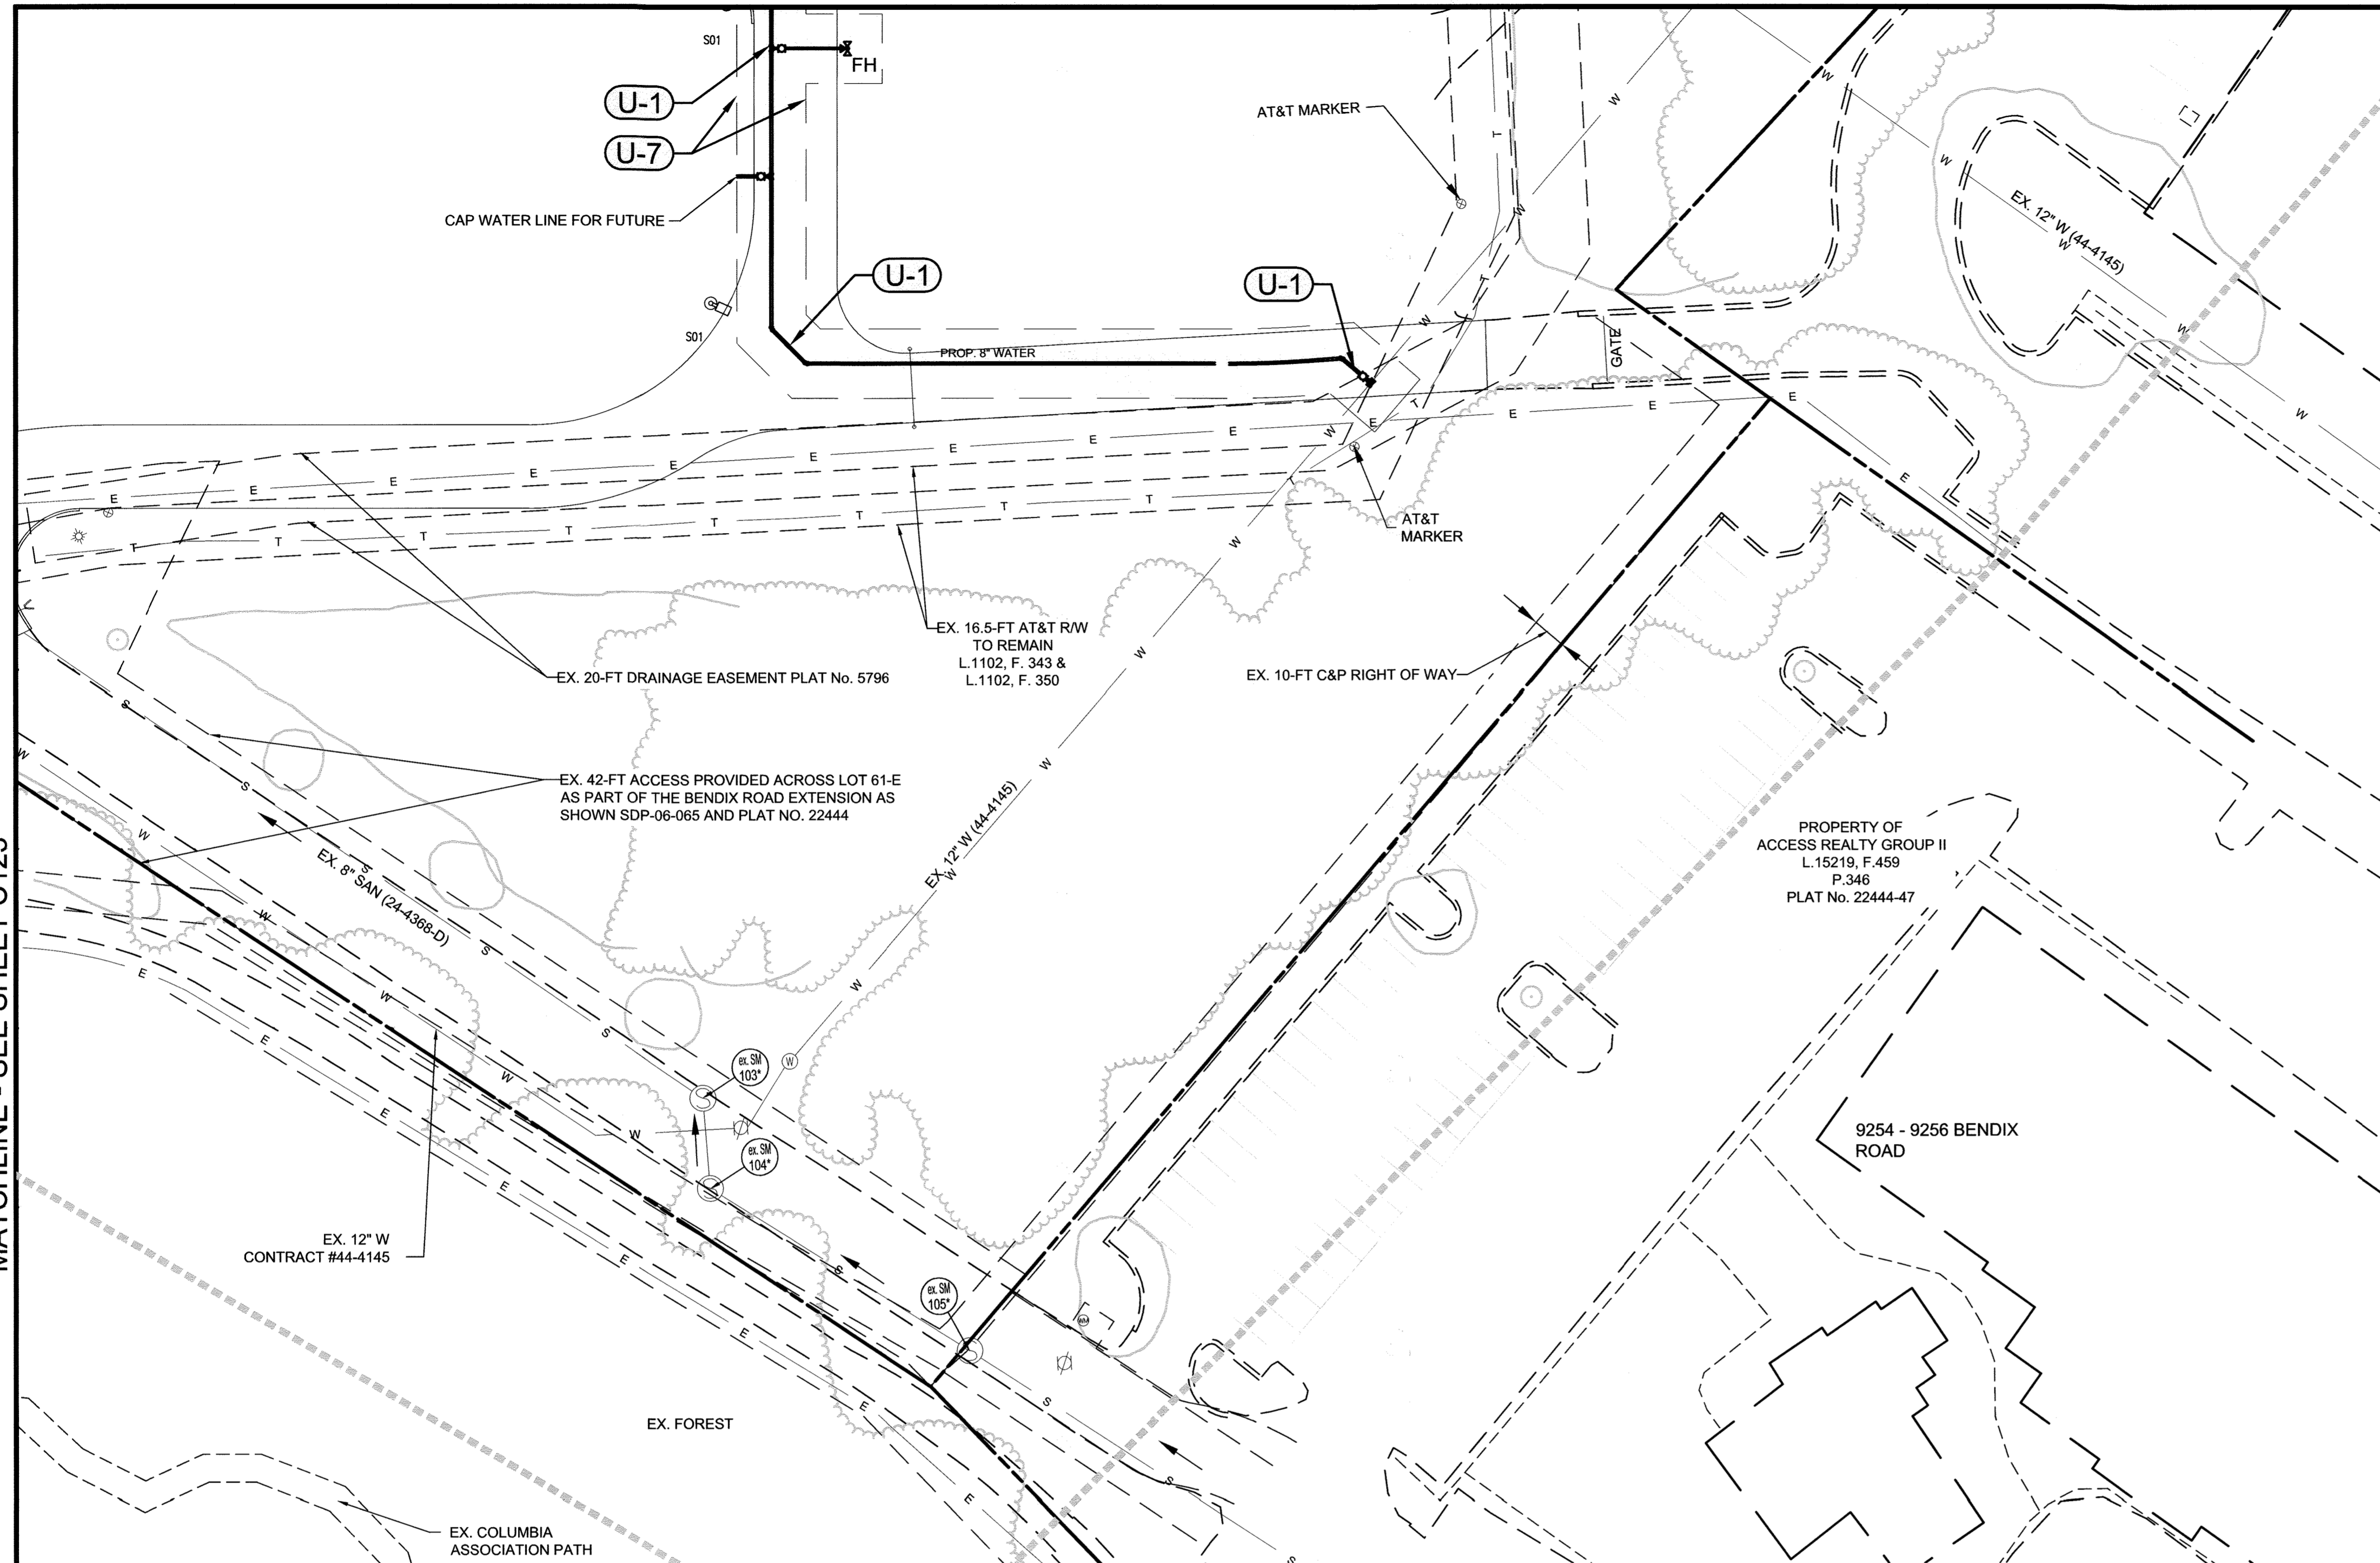 S01
FH
U-1
U-7
CAP WATER LINE FOR FUTURE
AT&T MARKER
U-1
U-1
EX. 12" W (44-4145)
R
S01
PROP. 8" WATER
GATE
AT&T
MARKER
EX. 16.5-FT AT&T R/W
TO REMAIN
L.1102, F. 343 &
L.1102, F. 350
EX. 20-FT DRAINAGE EASEMENT PLAT No. 5796
EX. 10-FT C&P RIGHT OF WAY
EX. 42-FT ACCESS PROVIDED ACROSS LOT 61-E
AS PART OF THE BENDIX ROAD EXTENSION AS
SHOWN SDP-06-065 AND PLAT NO. 22444
EX. 12" W (44-4145)
EX. 8" SAN (24-4368-D)
PROPERTY OF
ACCESS REALTY GROUP II
L.15219, F.459
P.346
PLAT No. 22444-47
ex. SM
103*
W
ex. SM
104*
9254 - 9256 BENDIX
ROAD
EX. 12" W
CONTRACT #44-4145
ex. SM
105*
WM
EX. FOREST
EX. COLUMBIA
ASSOCIATION PATH